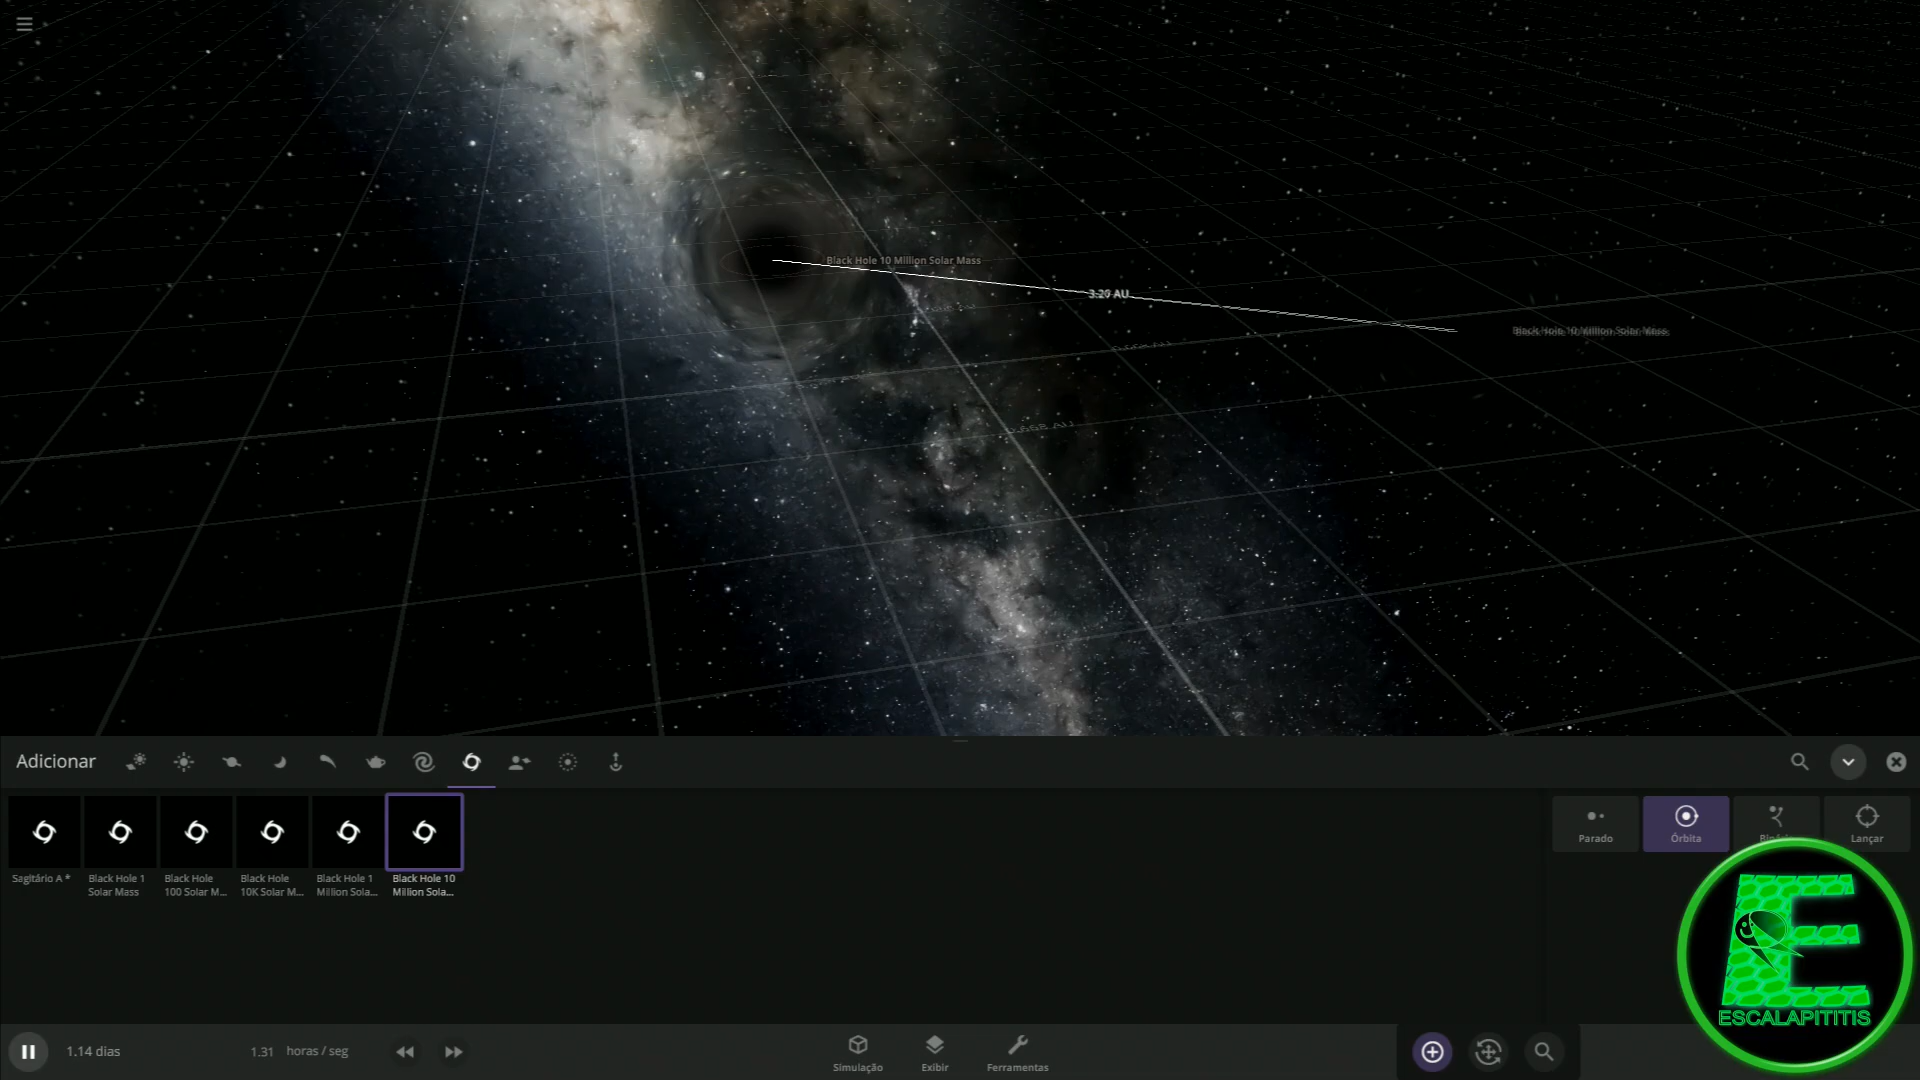 Black Hole 10 Million Solar Mass
3.20 AU
Black Hole 10 Million Solar Mass
Adicionar
Sagitário A *
Black Hole 1
Solar Mass
Black Hole
100 Solar M...
Black Hole
10K Solar M...
Black Hole 1
Million Sola...
Black Hole 10
Million Sola...
Parado
Órbita
Lançar
E
ESCALAPITITIS
1.14 dias
1.31 horas / seg
Simulação
Exibir
Ferramentas